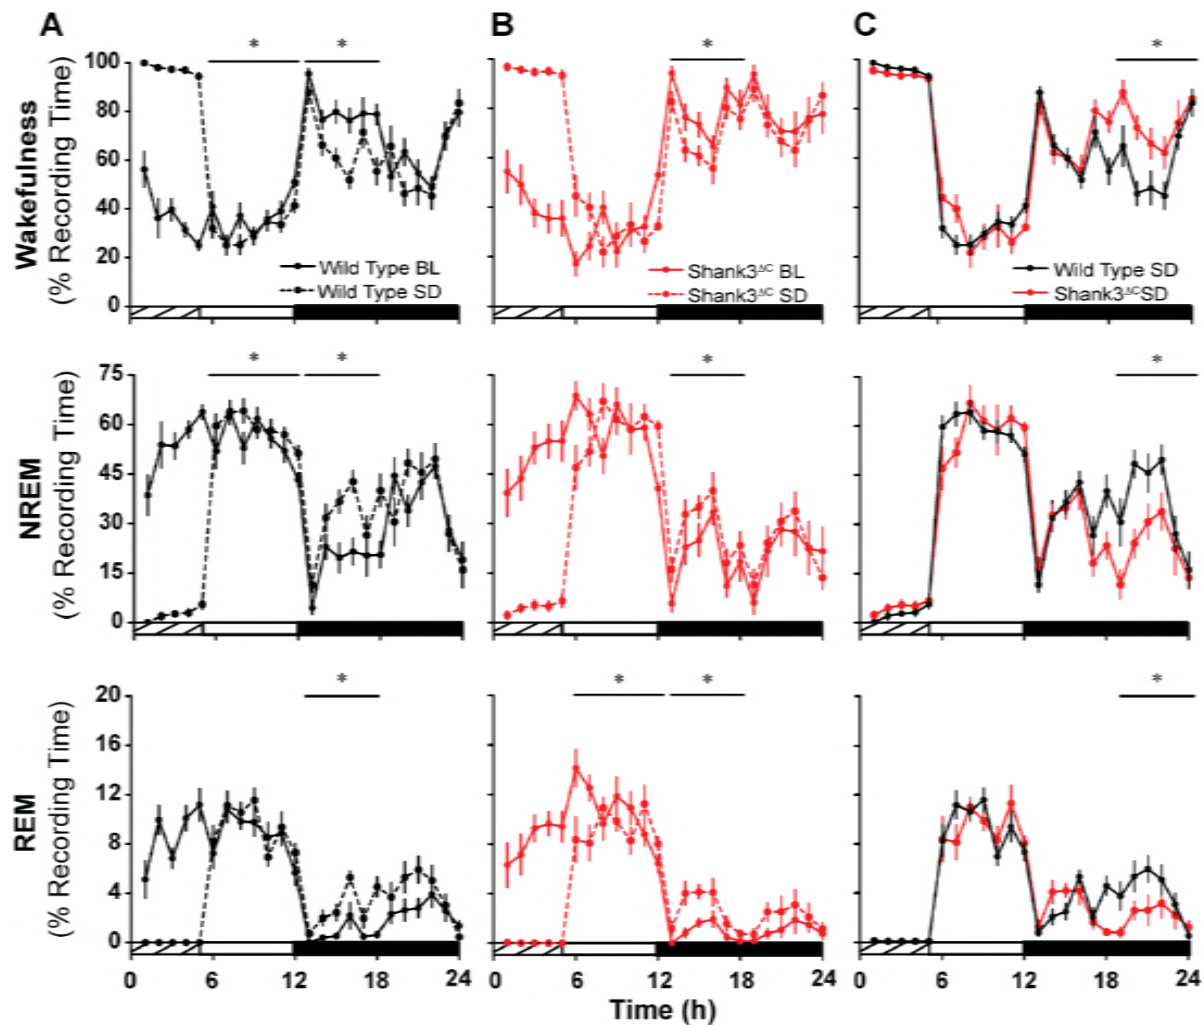 A B C
* * * *
Wakefulness
(% Recording Time)
100
80
60
40
20
0
Wild Type BL
Wild Type SD
Shank3ΔC BL
Shank3ΔC SD
Wild Type SD
Shank3ΔCSD
* * * *
NREM
(% Recording Time)
75
60
45
30
15
0
* * * *
REM
(% Recording Time)
20
16
12
8
4
0
0 6 12 18 24 0 6 12 18 24 0 6 12 18 24
Time (h)